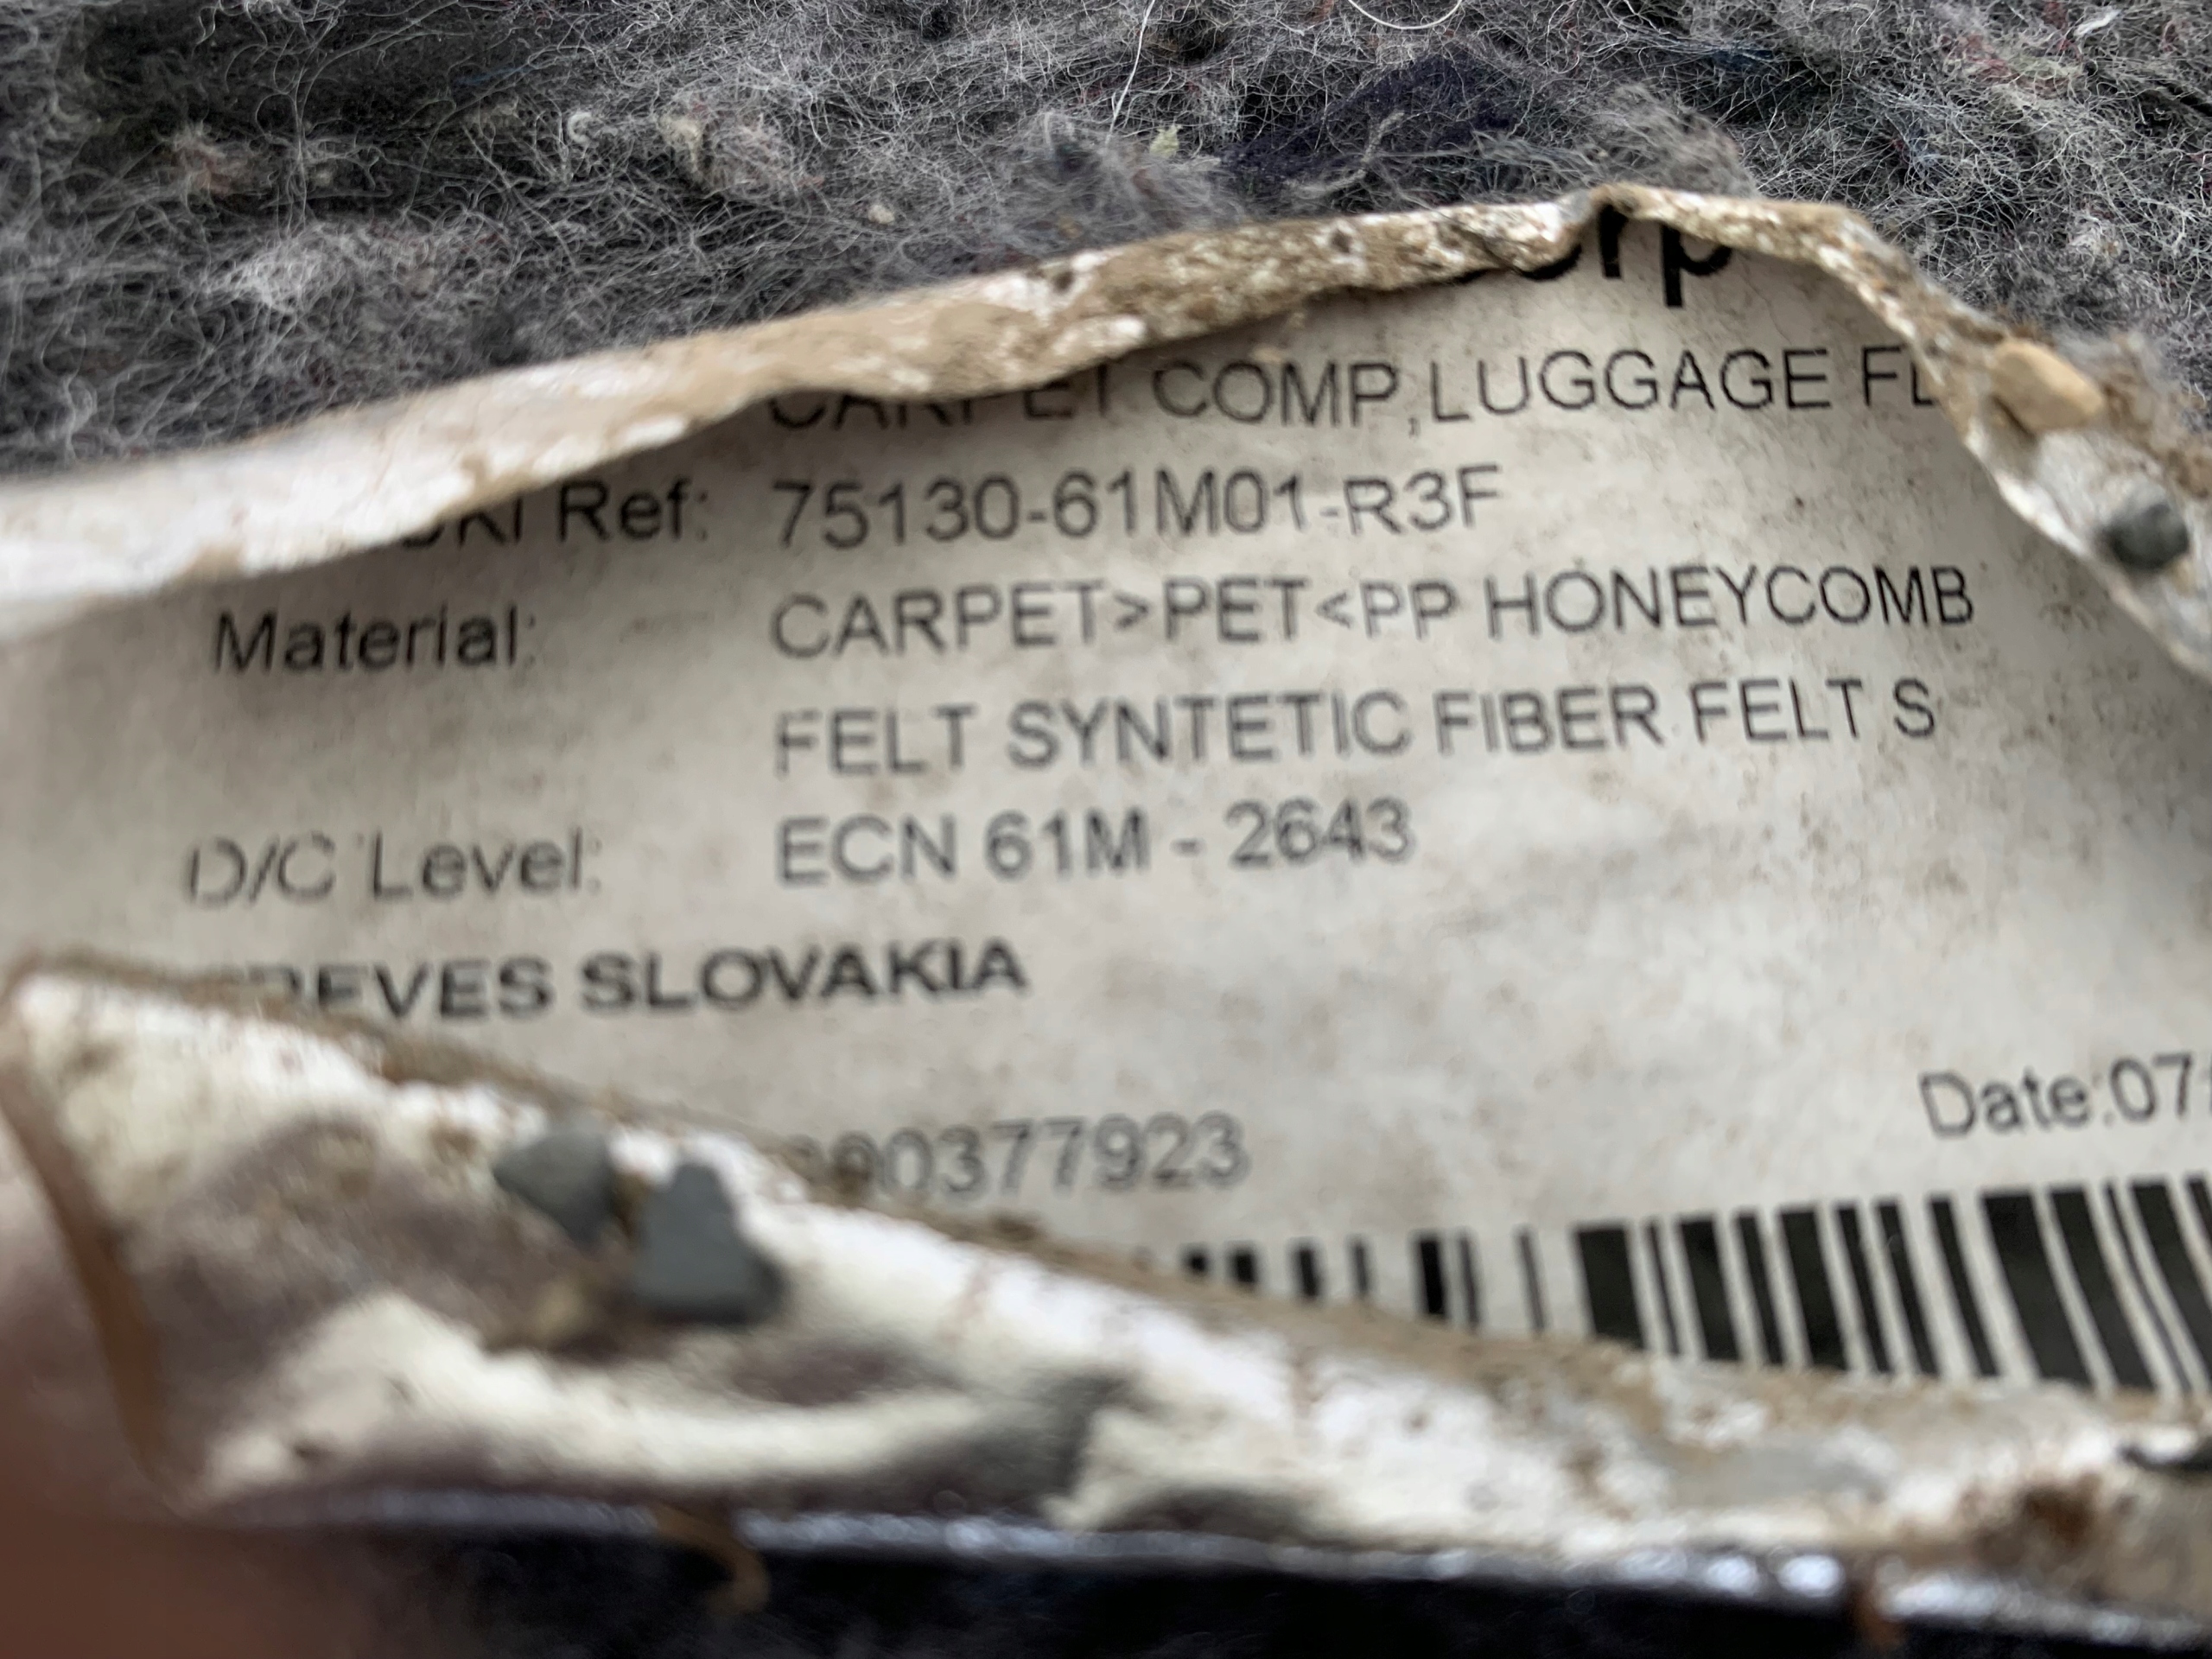 CARPET COMP,LUGGAGE
Ref: 75130-61M01-R3F
Material: CARPET>PET<PP HONEYCOMB
FELT SYNTETIC FIBER FELT S
D/C Level: ECN 61M - 2643
SLOVAKIA
Date:07